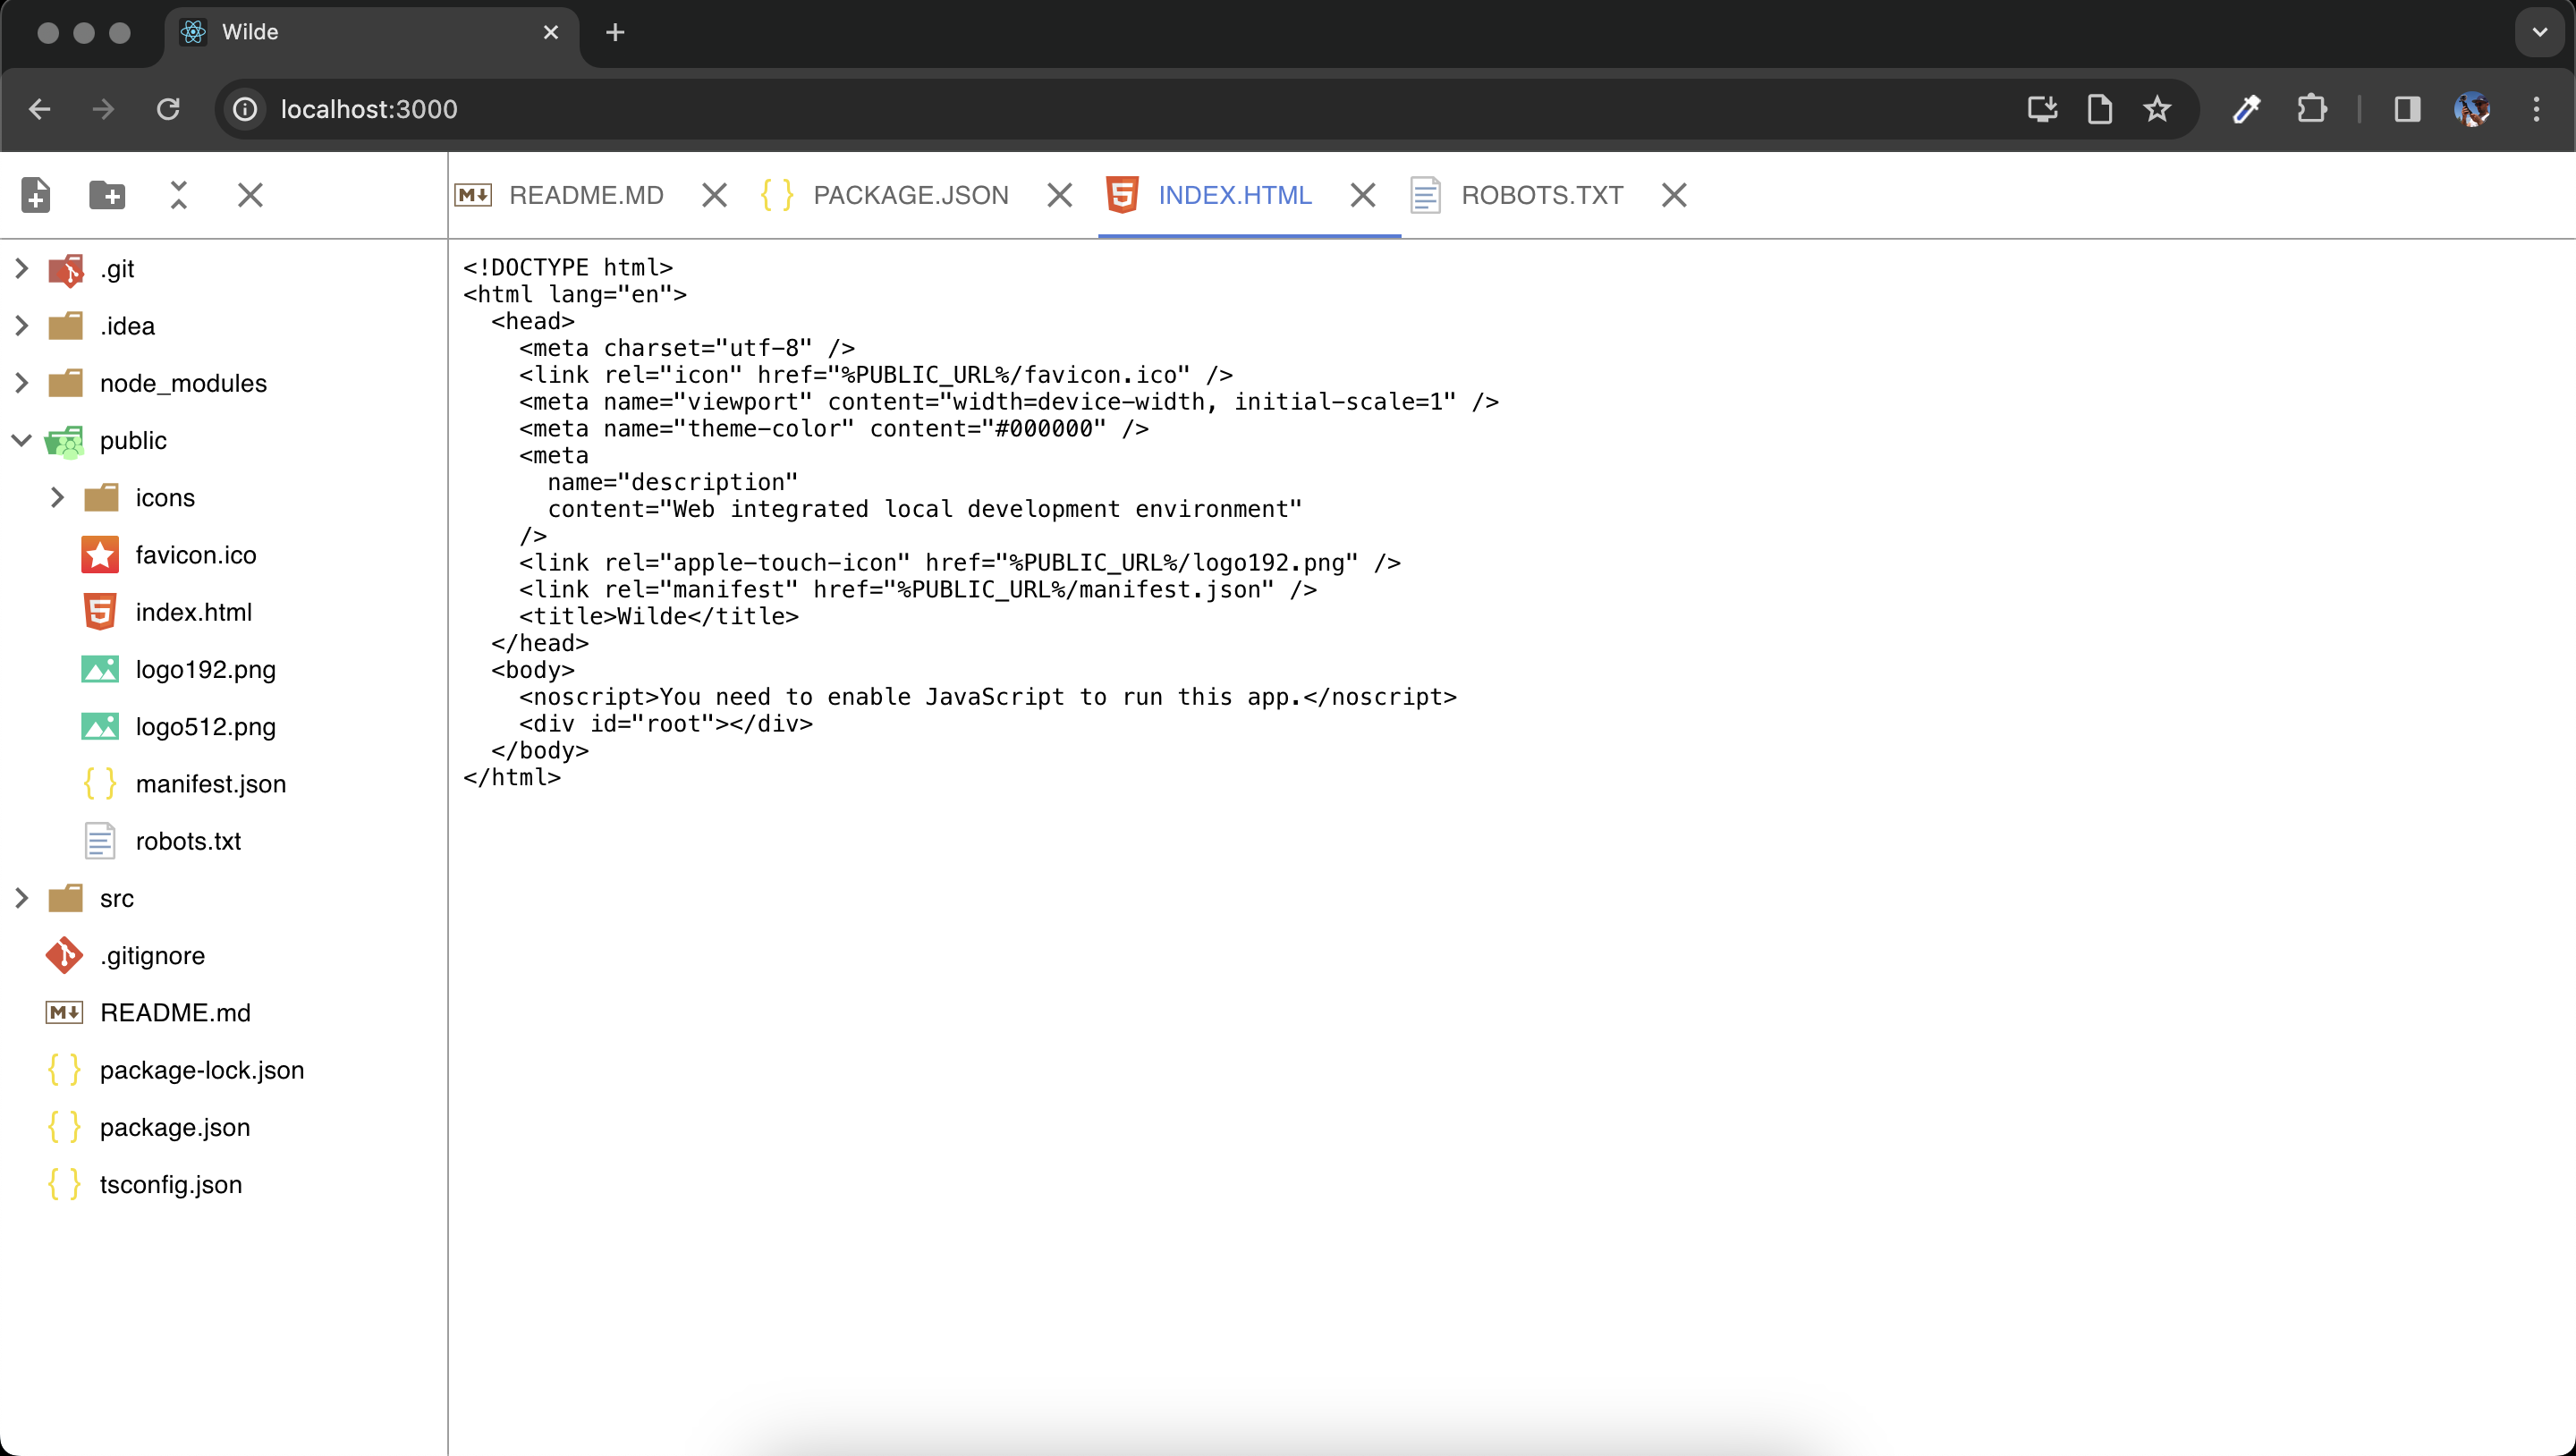 Wilde
localhost:3000
README.MD
PACKAGE.JSON
INDEX.HTML
ROBOTS.TXT
.git
.idea
node_modules
public
icons
favicon.ico
index.html
logo192.png
logo512.png
manifest.json
robots.txt
src
.gitignore
README.md
package-lock.json
package.json
tsconfig.json
<!DOCTYPE html>
<html lang="en">
  <head>
    <meta charset="utf-8" />
    <link rel="icon" href="%PUBLIC_URL%/favicon.ico" />
    <meta name="viewport" content="width=device-width, initial-scale=1" />
    <meta name="theme-color" content="#000000" />
    <meta
      name="description"
      content="Web integrated local development environment"
    />
    <link rel="apple-touch-icon" href="%PUBLIC_URL%/logo192.png" />
    <link rel="manifest" href="%PUBLIC_URL%/manifest.json" />
    <title>Wilde</title>
  </head>
  <body>
    <noscript>You need to enable JavaScript to run this app.</noscript>
    <div id="root"></div>
  </body>
</html>